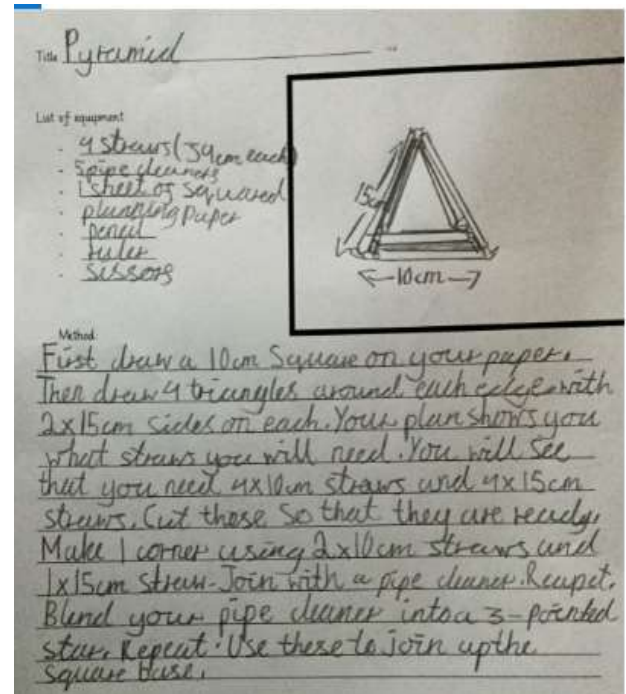 Title Pyramid
List of equipment
- 4 straws (39cm each)
- 5 pipe cleaners
- 1 sheet of squared
- planning paper
- pencil
- ruler
- sissors
15cm
10cm
Method:
First draw a 10cm Square on your paper.
Then draw 4 triangles around each edge with
2x15cm sides on each. Your plan shows you
what straws you will need. You will see
that you need 4x10cm straws and 4x15cm
straws. Cut these so that they are ready.
Make 1 corner using 2x10cm straws and
1x15cm straw. Join with a pipe cleaner. Reapet.
Blend your pipe cleaner into a 3-pointed
star. Repeat. Use these to join up the
square base.